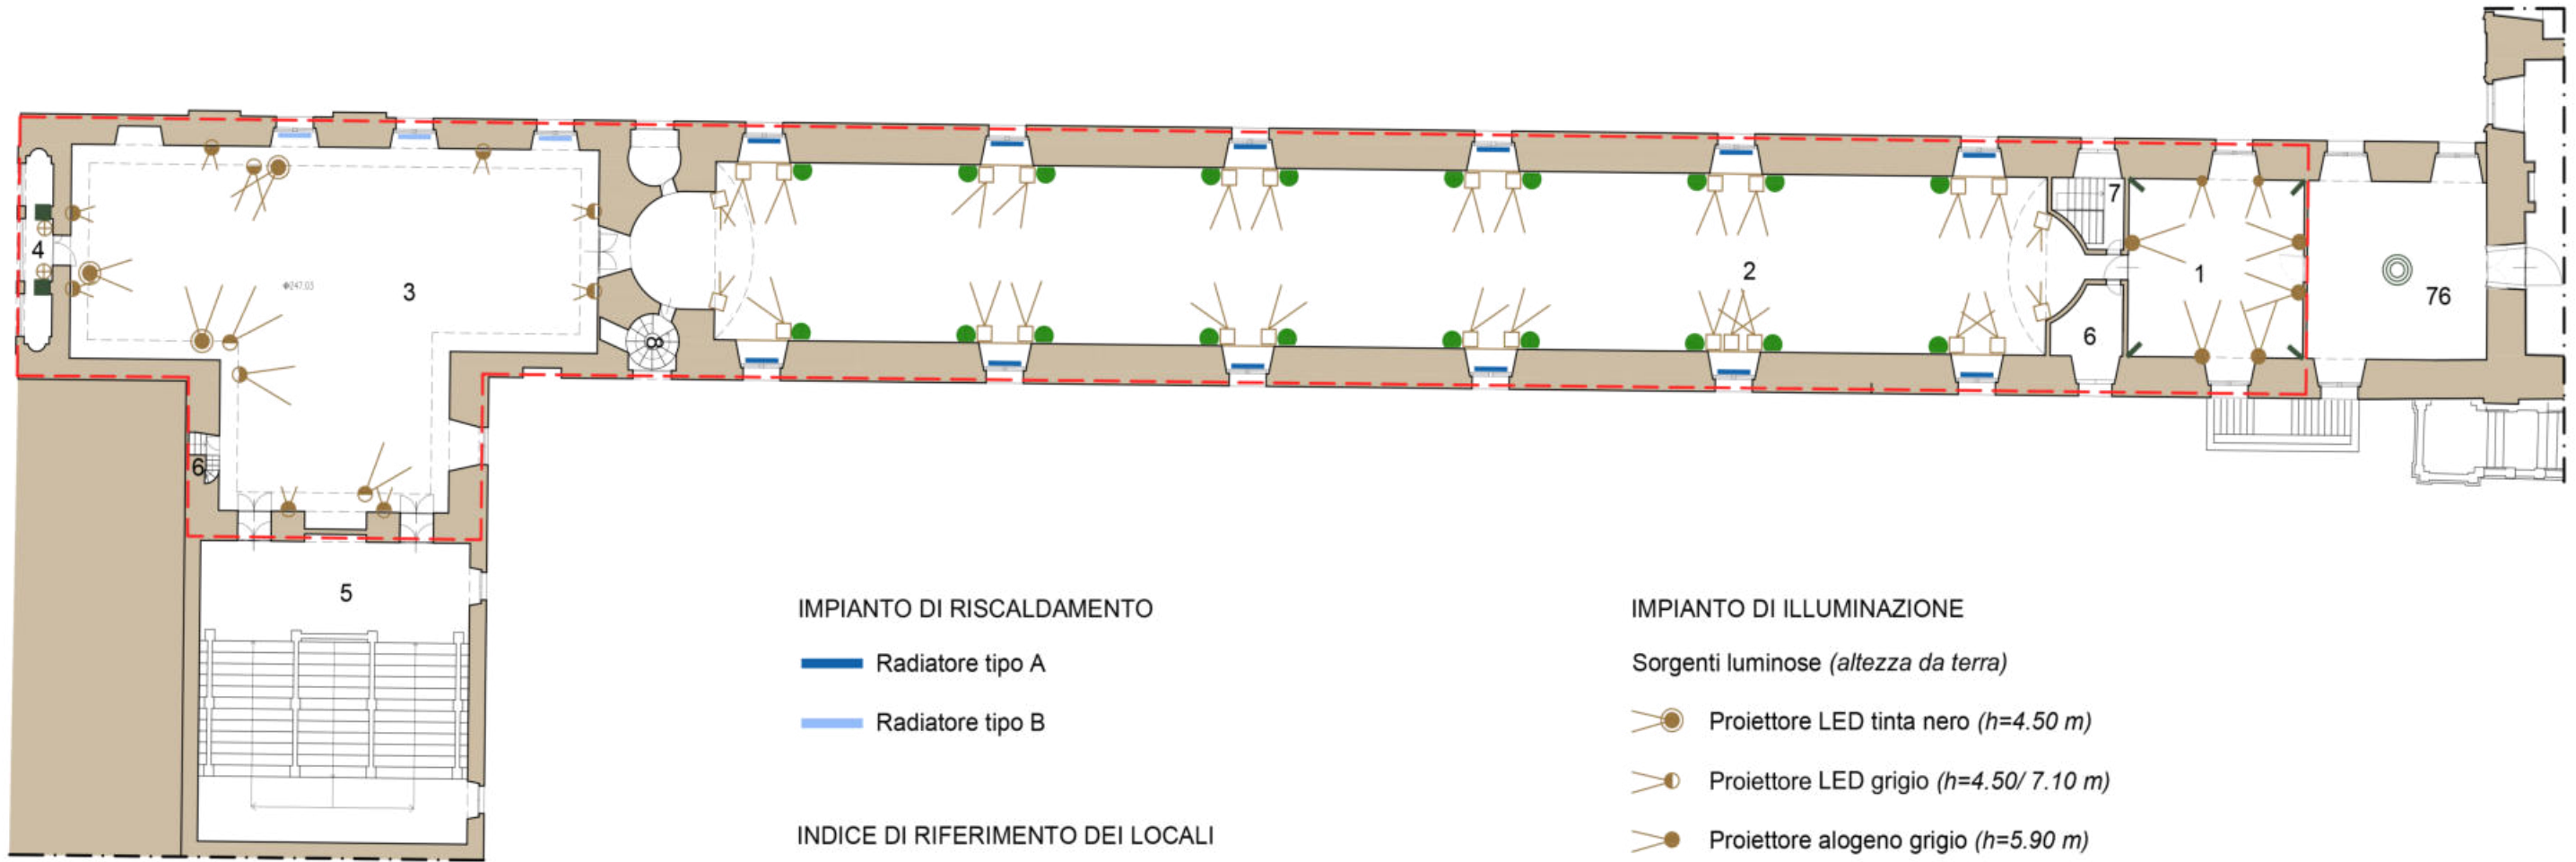 7
4
+247.03
3
2
1
76
8
6
6
5
IMPIANTO DI RISCALDAMENTO
Radiatore tipo A
Radiatore tipo B
INDICE DI RIFERIMENTO DEI LOCALI
IMPIANTO DI ILLUMINAZIONE
Sorgenti luminose (altezza da terra)
Proiettore LED tinta nero (h=4.50 m)
Proiettore LED grigio (h=4.50/ 7.10 m)
Proiettore alogeno grigio (h=5.90 m)